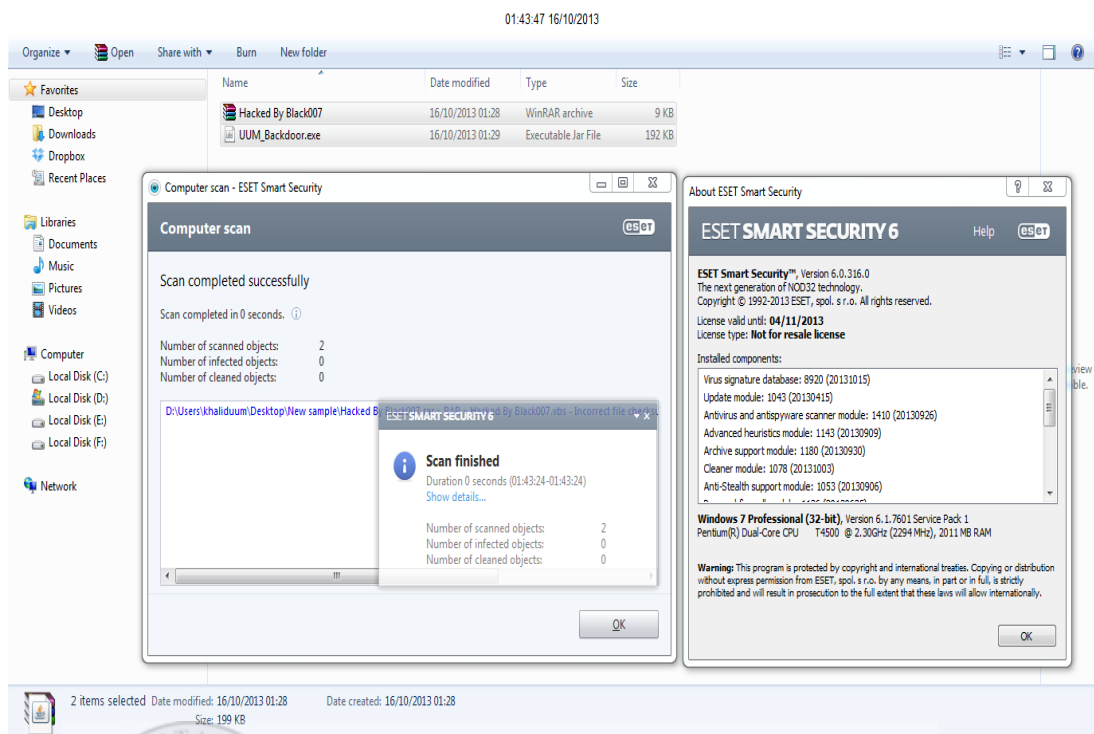 01:43:47 16/10/2013
Organize Open Share with Burn New folder
Favorites
Desktop
Downloads
Dropbox
Recent Places
Libraries
Documents
Music
Pictures
Videos
Computer
Local Disk (C:)
Local Disk (D:)
Local Disk (E:)
Local Disk (F:)
Network
Name Date modified Type Size
Hacked By Black007 16/10/2013 01:28 WinRAR archive 9 KB
UUM_Backdoor.exe 16/10/2013 01:29 Executable Jar File 192 KB
Computer scan - ESET Smart Security
Computer scan
eset
Scan completed successfully
Scan completed in 0 seconds.
Number of scanned objects: 2
Number of infected objects: 0
Number of cleaned objects: 0
D:\Users\khaliduum\Desktop\New sample\Hacked By Black007.rar » RAR » Hacked By Black007.vbs - Incorrect file checksu
ESET SMART SECURITY 6
Scan finished
Duration 0 seconds (01:43:24-01:43:24)
Show details...
Number of scanned objects: 2
Number of infected objects: 0
Number of cleaned objects: 0
OK
About ESET Smart Security
ESET SMART SECURITY 6 Help eset
ESET Smart Security™, Version 6.0.316.0
The next generation of NOD32 technology.
Copyright © 1992-2013 ESET, spol. s r.o. All rights reserved.
License valid until: 04/11/2013
License type: Not for resale license
Installed components:
Virus signature database: 8920 (20131015)
Update module: 1043 (20130415)
Antivirus and antispyware scanner module: 1410 (20130926)
Advanced heuristics module: 1143 (20130909)
Archive support module: 1180 (20130930)
Cleaner module: 1078 (20131003)
Anti-Stealth support module: 1053 (20130906)
Windows 7 Professional (32-bit), Version 6.1.7601 Service Pack 1
Pentium(R) Dual-Core CPU T4500 @ 2.30GHz (2294 MHz), 2011 MB RAM
Warning: This program is protected by copyright and international treaties. Copying or distribution
without express permission from ESET, spol. s r.o. by any means, in part or in full, is strictly
prohibited and will result in prosecution to the full extent that these laws will allow internationally.
OK
view
ble.
2 items selected Date modified: 16/10/2013 01:28 Date created: 16/10/2013 01:28
Size: 199 KB